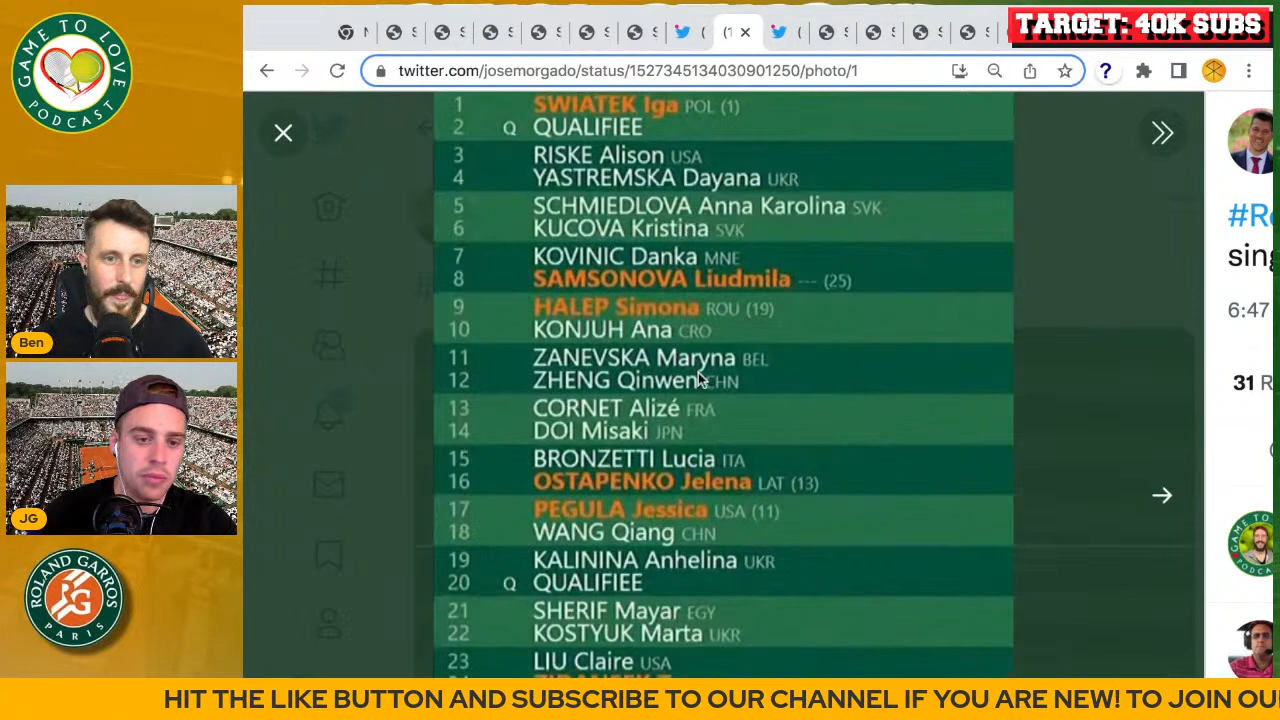 GAME TO LOVE
PODCAST
TARGET: 40K SUBS
twitter.com/josemorgado/status/1527345134030901250/photo/1
1 SWIATEK Iga POL (1)
2 Q QUALIFIEE
3 RISKE Alison USA
4 YASTREMSKA Dayana UKR
5 SCHMIEDLOVA Anna Karolina SVK
6 KUCOVA Kristina SVK
7 KOVINIC Danka MNE
8 SAMSONOVA Liudmila --- (25)
9 HALEP Simona ROU (19)
10 KONJUH Ana CRO
11 ZANEVSKA Maryna BEL
12 ZHENG Qinwen CHN
13 CORNET Alizé FRA
14 DOI Misaki JPN
15 BRONZETTI Lucia ITA
16 OSTAPENKO Jelena LAT (13)
17 PEGULA Jessica USA (11)
18 WANG Qiang CHN
19 KALININA Anhelina UKR
20 Q QUALIFIEE
21 SHERIF Mayar EGY
22 KOSTYUK Marta UKR
23 LIU Claire USA
#R
sin
6:47
31 R
Ben
JG
ROLAND GARROS
RG
PARIS
HIT THE LIKE BUTTON AND SUBSCRIBE TO OUR CHANNEL IF YOU ARE NEW! TO JOIN OU